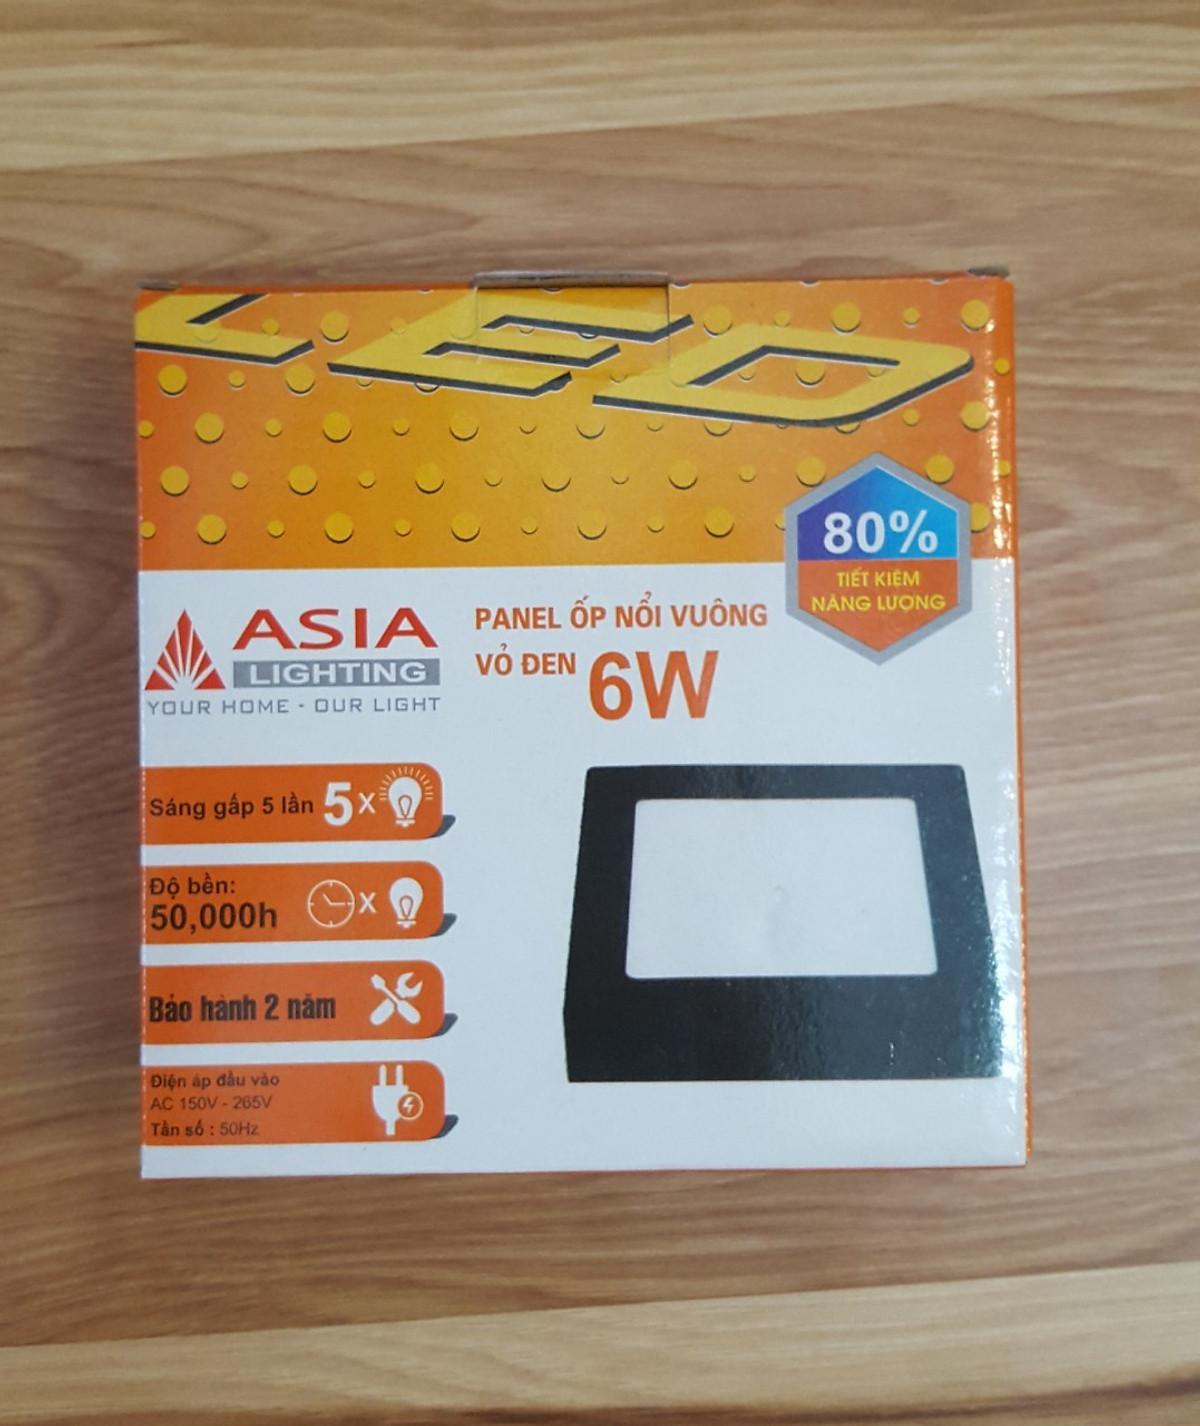 LED
80%
TIẾT KIỆM
NĂNG LƯỢNG
ASIA
LIGHTING
YOUR HOME - OUR LIGHT
PANEL ỐP NỔI VUÔNG
VỎ ĐEN 6W
Sáng gấp 5 lần 5x
Độ bền:
50,000h x
Bảo hành 2 năm
Điện áp đầu vào
AC 150V - 265V
Tần số : 50Hz